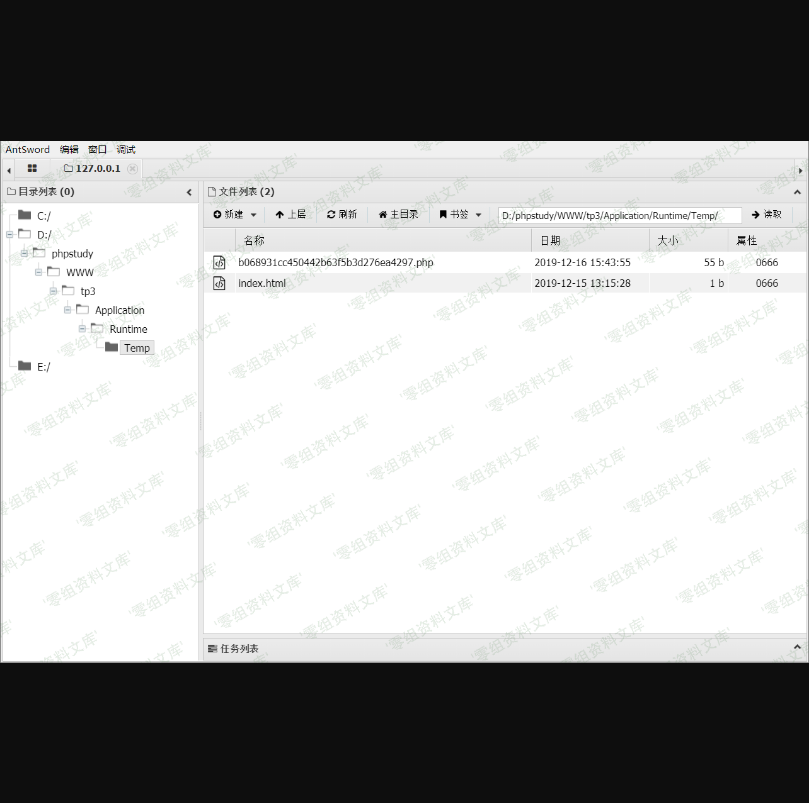 AntSword 编辑 窗口 调试
127.0.0.1
目录列表 (0)
C:/
D:/
phpstudy
WWW
tp3
Application
Runtime
Temp
E:/
文件列表 (2)
新建 上层 刷新 主目录 书签 D:/phpstudy/WWW/tp3/Application/Runtime/Temp/ 读取
名称 日期 大小 属性
b068931cc450442b63f5b3d276ea4297.php 2019-12-16 15:43:55 55 b 0666
index.html 2019-12-15 13:15:28 1 b 0666
任务列表
零组资料文库